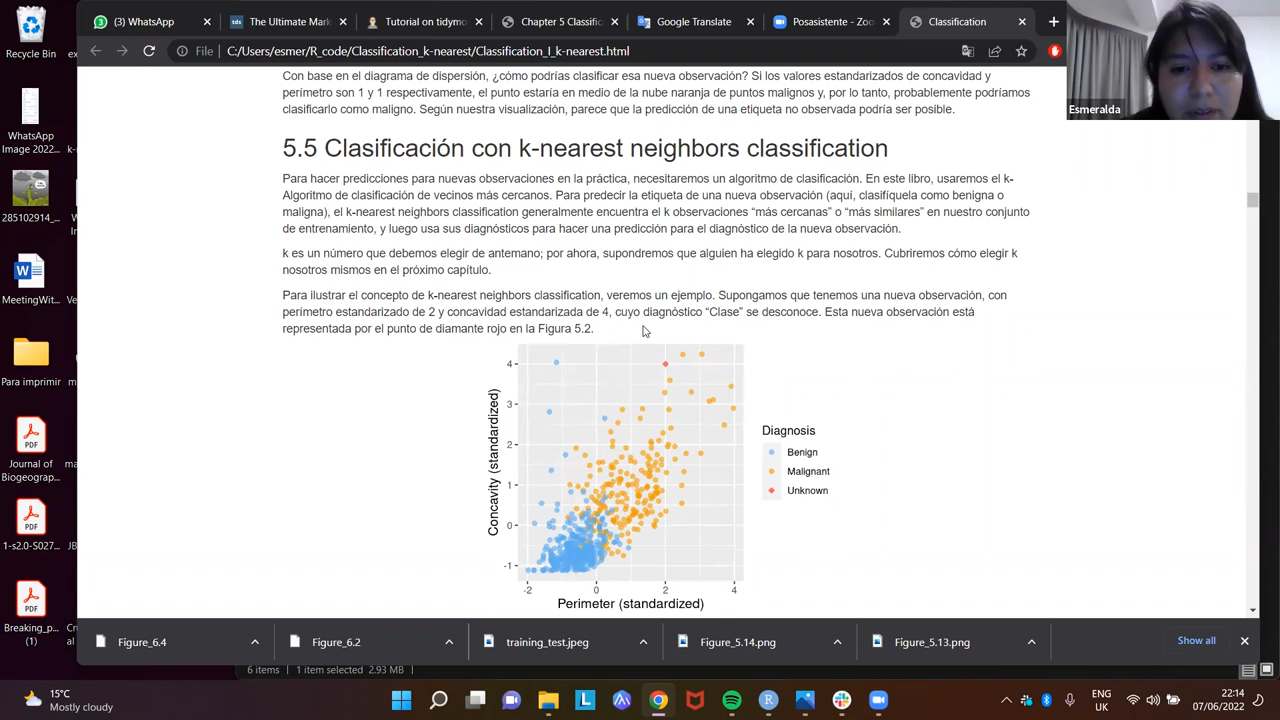 (3) WhatsApp
The Ultimate Mark
Tutorial on tidymo
Chapter 5 Classific
Google Translate
Posasistente - Zoo
Classification
File
C:/Users/esmer/R_code/Classification_k-nearest/Classification_I_k-nearest.html
Esmeralda
Recycle Bin
WhatsApp
Image 2022...
285102914_...
MeetingWit...
Para imprimir
Journal of
Biogeograp...
1-s2.0-S027...
Breaking_p...
(1)
Con base en el diagrama de dispersión, ¿cómo podrías clasificar esa nueva observación? Si los valores estandarizados de concavidad y
perímetro son 1 y 1 respectivamente, el punto estaría en medio de la nube naranja de puntos malignos y, por lo tanto, probablemente podríamos
clasificarlo como maligno. Según nuestra visualización, parece que la predicción de una etiqueta no observada podría ser posible.
5.5 Clasificación con k-nearest neighbors classification
Para hacer predicciones para nuevas observaciones en la práctica, necesitaremos un algoritmo de clasificación. En este libro, usaremos el k-
Algoritmo de clasificación de vecinos más cercanos. Para predecir la etiqueta de una nueva observación (aquí, clasifíquela como benigna o
maligna), el k-nearest neighbors classification generalmente encuentra el k observaciones “más cercanas” o “más similares” en nuestro conjunto
de entrenamiento, y luego usa sus diagnósticos para hacer una predicción para el diagnóstico de la nueva observación.
k es un número que debemos elegir de antemano; por ahora, supondremos que alguien ha elegido k para nosotros. Cubriremos cómo elegir k
nosotros mismos en el próximo capítulo.
Para ilustrar el concepto de k-nearest neighbors classification, veremos un ejemplo. Supongamos que tenemos una nueva observación, con
perímetro estandarizado de 2 y concavidad estandarizada de 4, cuyo diagnóstico “Clase” se desconoce. Esta nueva observación está
representada por el punto de diamante rojo en la Figura 5.2.
Concavity (standardized)
4
3
2
1
0
-1
-2
0
2
4
Perimeter (standardized)
Diagnosis
Benign
Malignant
Unknown
Figure_6.4
Figure_6.2
training_test.jpeg
Figure_5.14.png
Figure_5.13.png
Show all
6 items
1 item selected 2.93 MB
15°C
Mostly cloudy
ENG
UK
22:14
07/06/2022